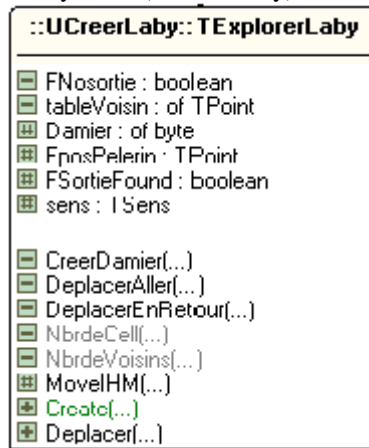 ::UCreerLaby::TExplorerLaby
FNosortie : boolean
tableVoisin : of TPoint
Damier : of byte
FposPelerin : TPoint
FSortieFound : boolean
sens : TSens
CreerDamier(...)
DeplacerAller(...)
DeplacerEnRetour(...)
NbrdeCell(...)
NbrdeVoisins(...)
MoveIHM(...)
Create(...)
Deplacer(...)